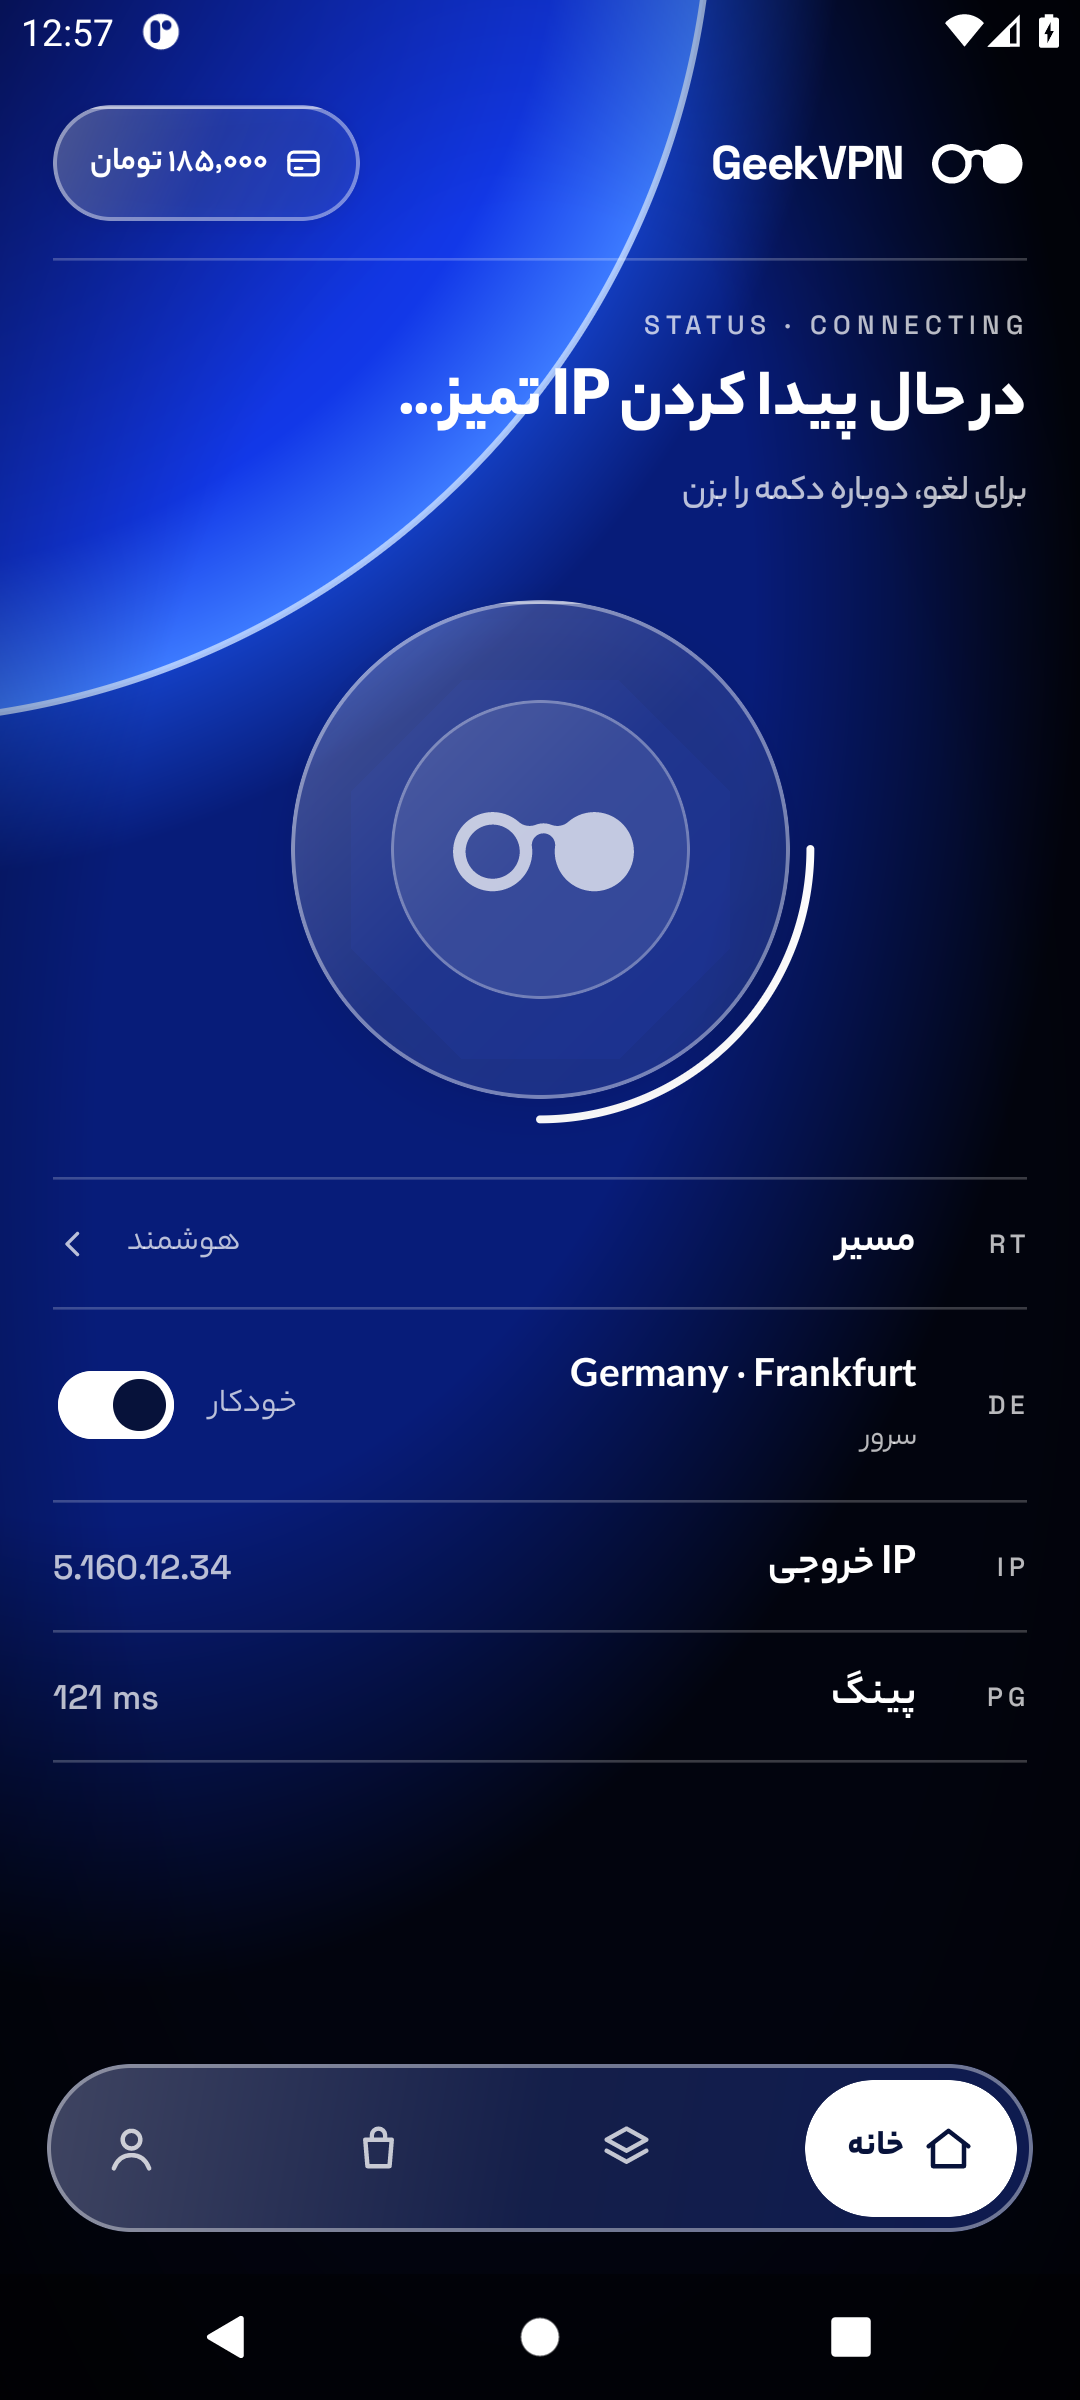 12:57
GeekVPN
۱۸۵,۰۰۰ تومان
STATUS · CONNECTING
در حال پیدا کردن IP تمیز...
برای لغو، دوباره دکمه را بزن
RT مسیر هوشمند
DE Germany · Frankfurt خودکار
سرور
IP IP خروجی 5.160.12.34
PG پینگ 121 ms
خانه